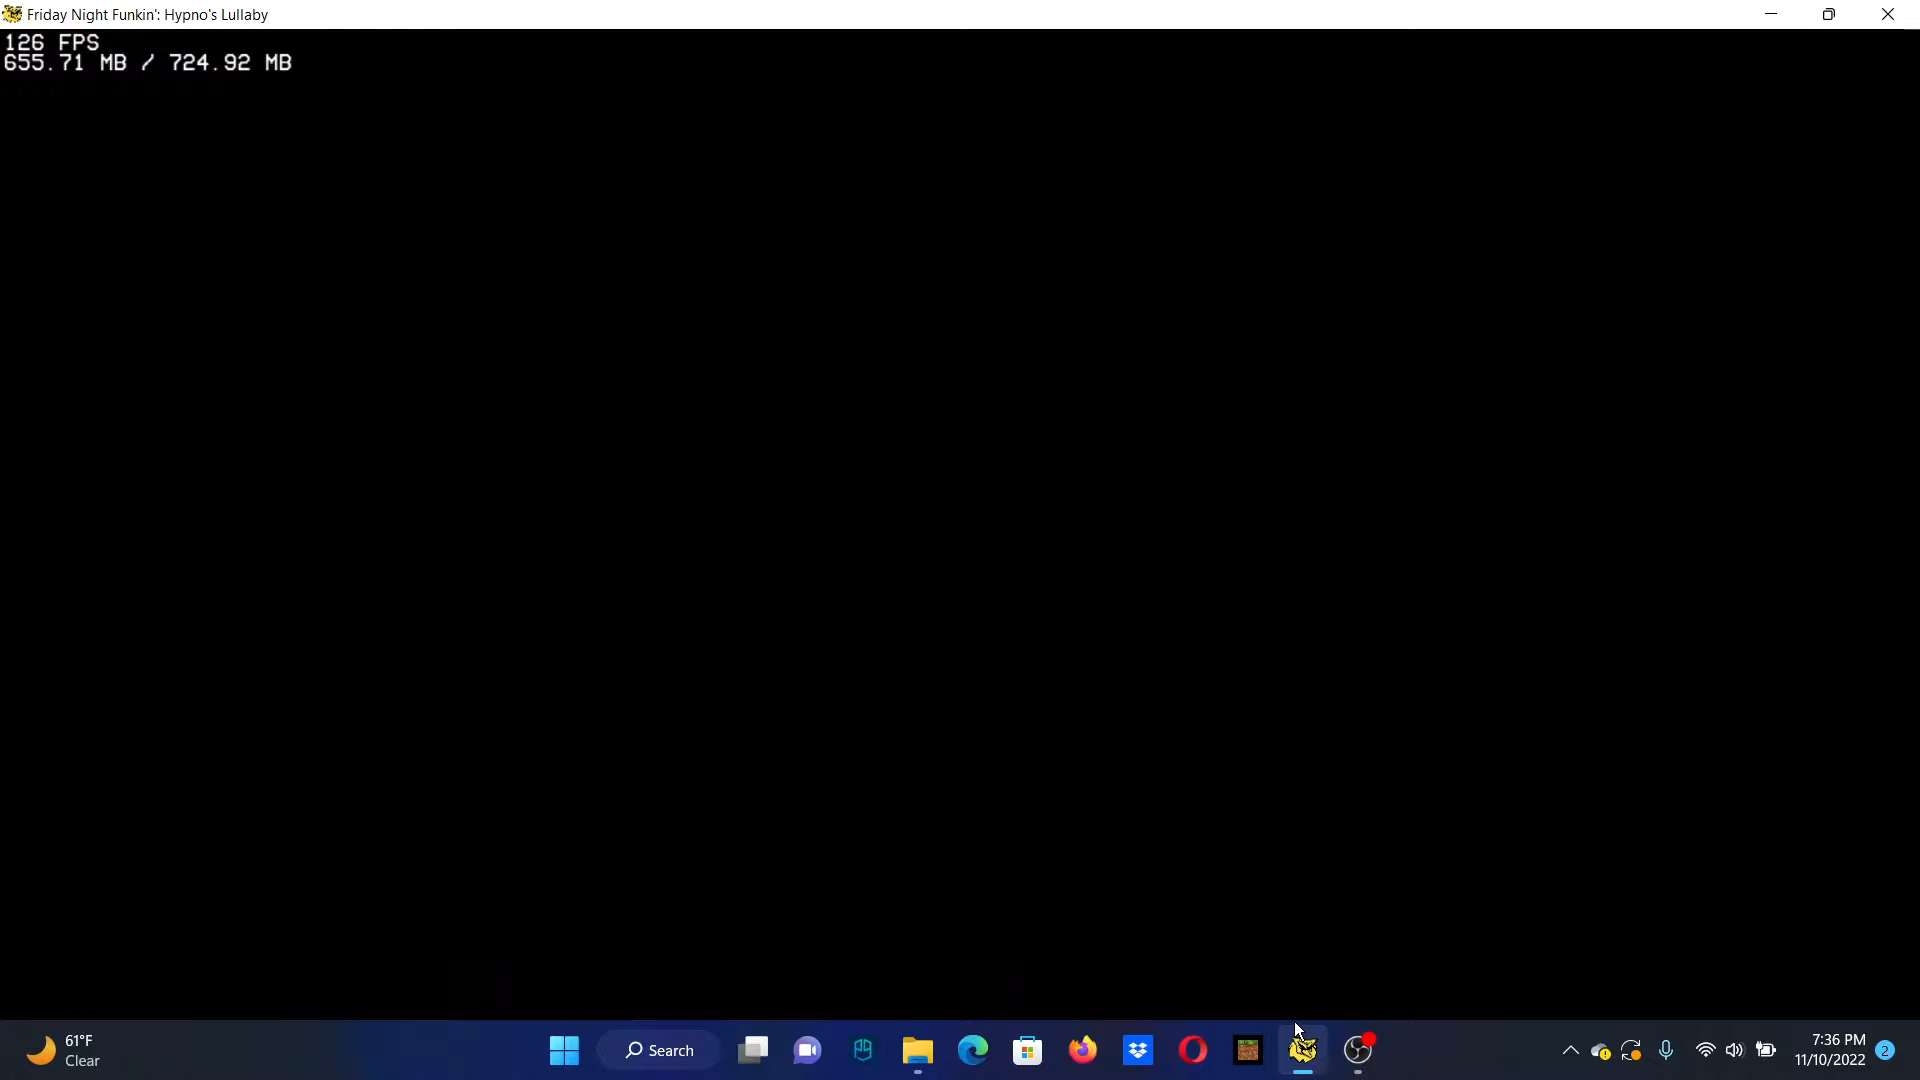 Friday Night Funkin': Hypno's Lullaby
126 FPS
655.71 MB / 724.92 MB
61°F
Clear
Search
7:36 PM
11/10/2022
2